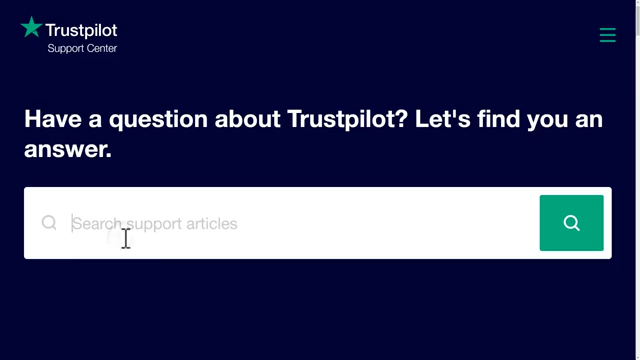 Trustpilot
Support Center
Have a question about Trustpilot? Let's find you an
answer.
Search support articles